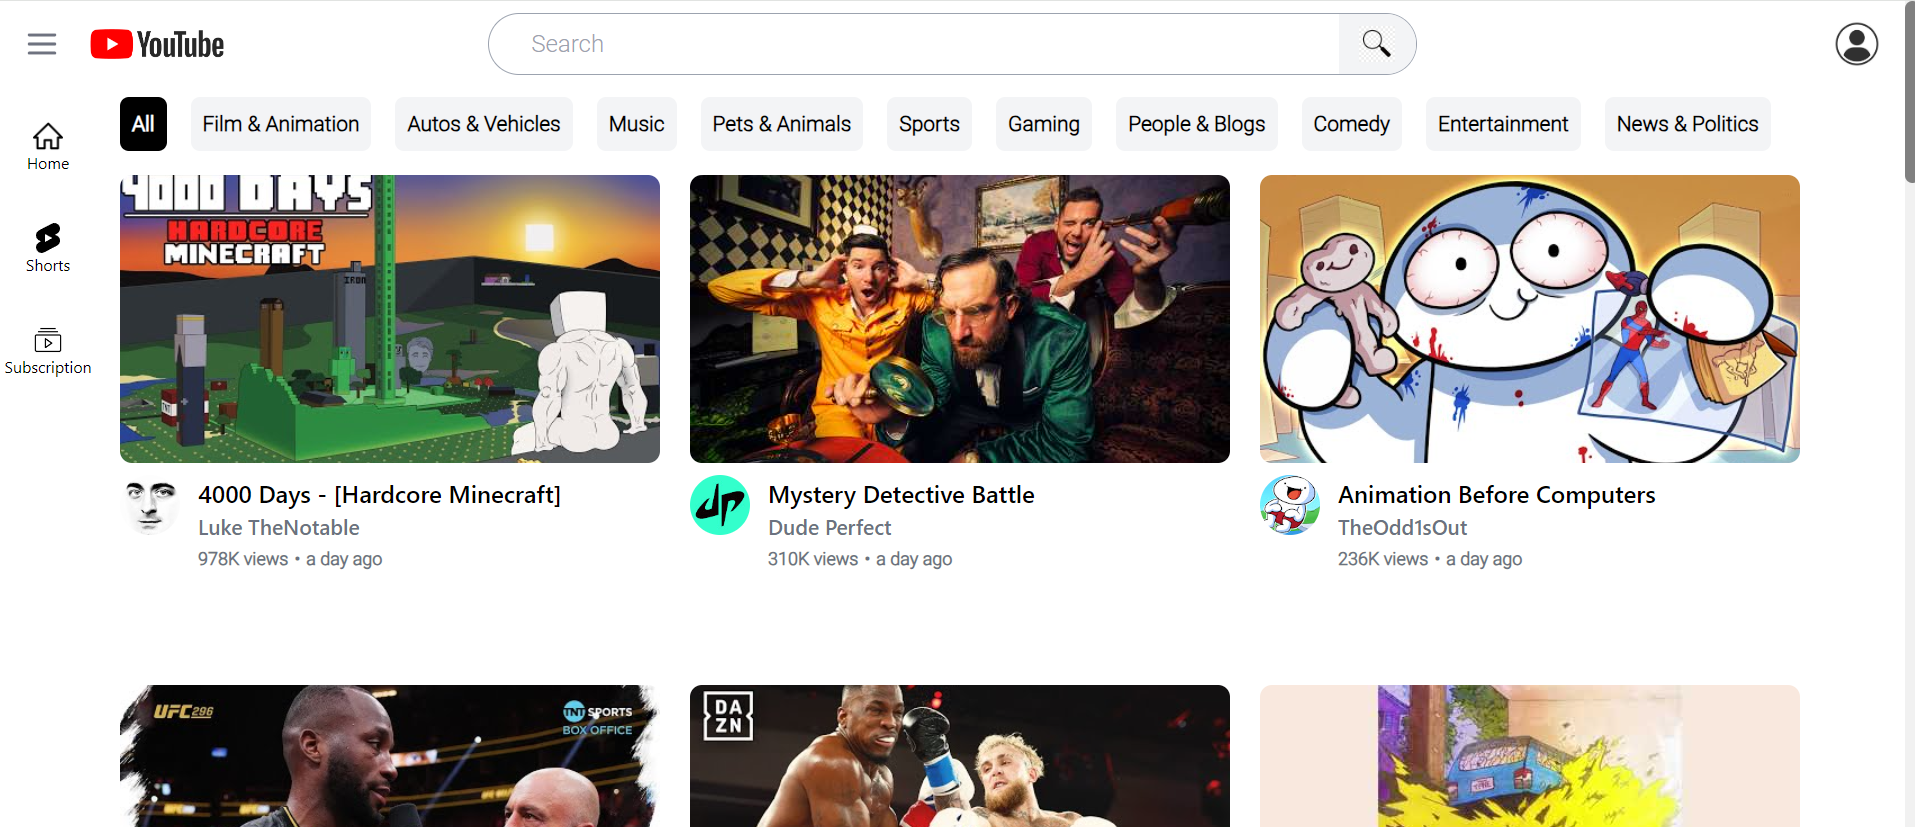 YouTube
Search
All
Film & Animation
Autos & Vehicles
Music
Pets & Animals
Sports
Gaming
People & Blogs
Comedy
Entertainment
News & Politics
Home
Shorts
Subscription
4000 DAYS
HARDCORE
MINECRAFT
IRON
TNT
4000 Days - [Hardcore Minecraft]
Luke TheNotable
978K views • a day ago
dp
Mystery Detective Battle
Dude Perfect
310K views • a day ago
Animation Before Computers
TheOdd1sOut
236K views • a day ago
UFC 296
TNT SPORTS
BOX OFFICE
DA
ZN